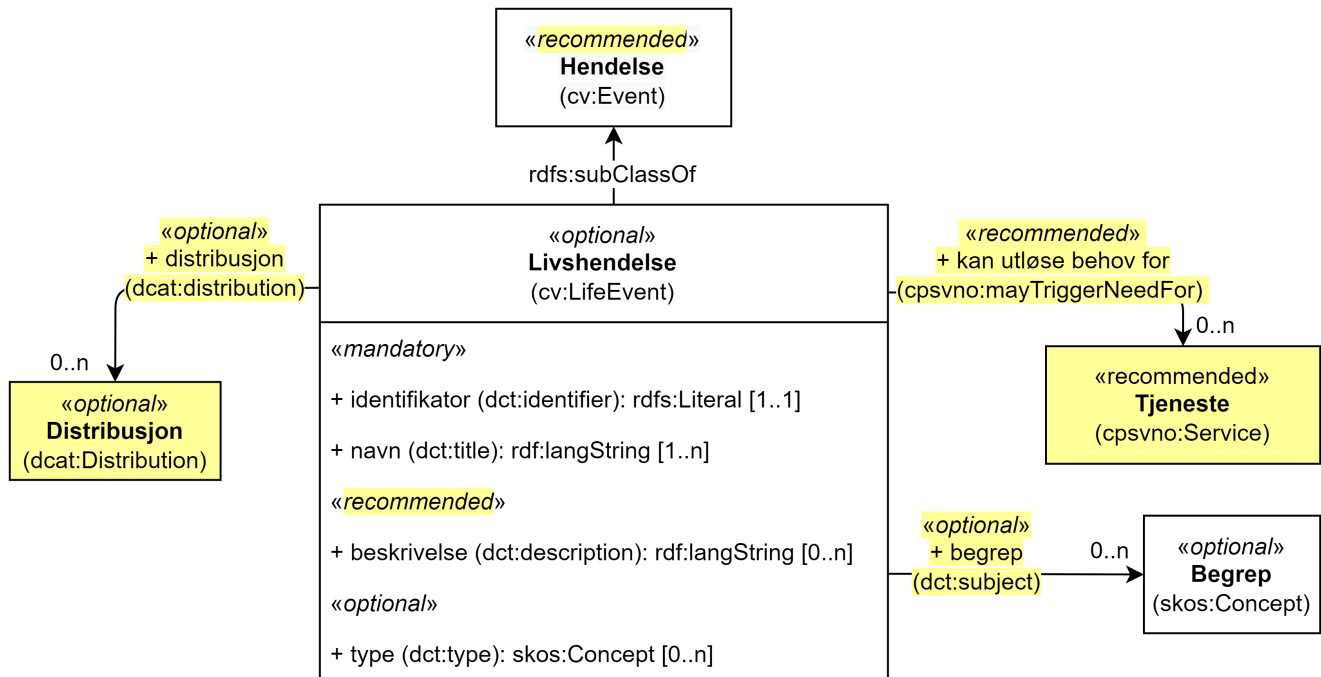 «recommended»
Hendelse
(cv:Event)
rdfs:subClassOf
«optional»
+ distribusjon
(dcat:distribution)
0..n
«optional»
Distribusjon
(dcat:Distribution)
«optional»
Livshendelse
(cv:LifeEvent)
«mandatory»
+ identifikator (dct:identifier): rdfs:Literal [1..1]
+ navn (dct:title): rdf:langString [1..n]
«recommended»
+ beskrivelse (dct:description): rdf:langString [0..n]
«optional»
+ type (dct:type): skos:Concept [0..n]
«recommended»
+ kan utløse behov for
(cpsvno:mayTriggerNeedFor)
0..n
«recommended»
Tjeneste
(cpsvno:Service)
«optional»
+ begrep
(dct:subject)
0..n
«optional»
Begrep
(skos:Concept)